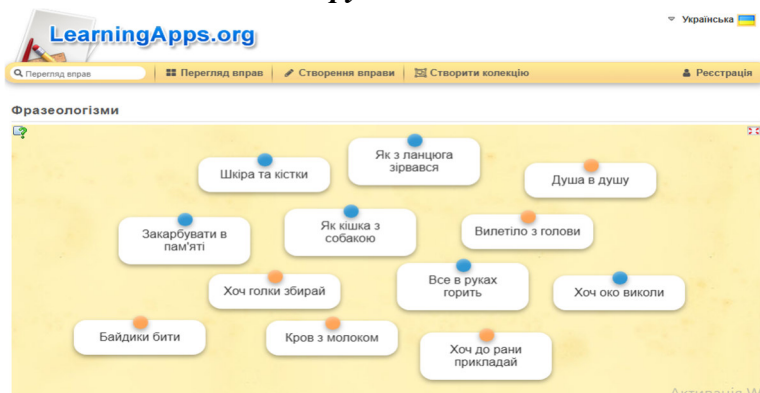 Українська
LearningApps.org
Перегляд вправ
Перегляд вправ
Створення вправи
Створити колекцію
Реєстрація
Фразеологізми
Як з ланцюга
зірвався
Шкіра та кістки
Душа в душу
Як кішка з
собакою
Закарбувати в
пам'яті
Вилетіло з голови
Все в руках
горить
Хоч голки збирай
Хоч око виколи
Байдики бити
Кров з молоком
Хоч до рани
прикладай